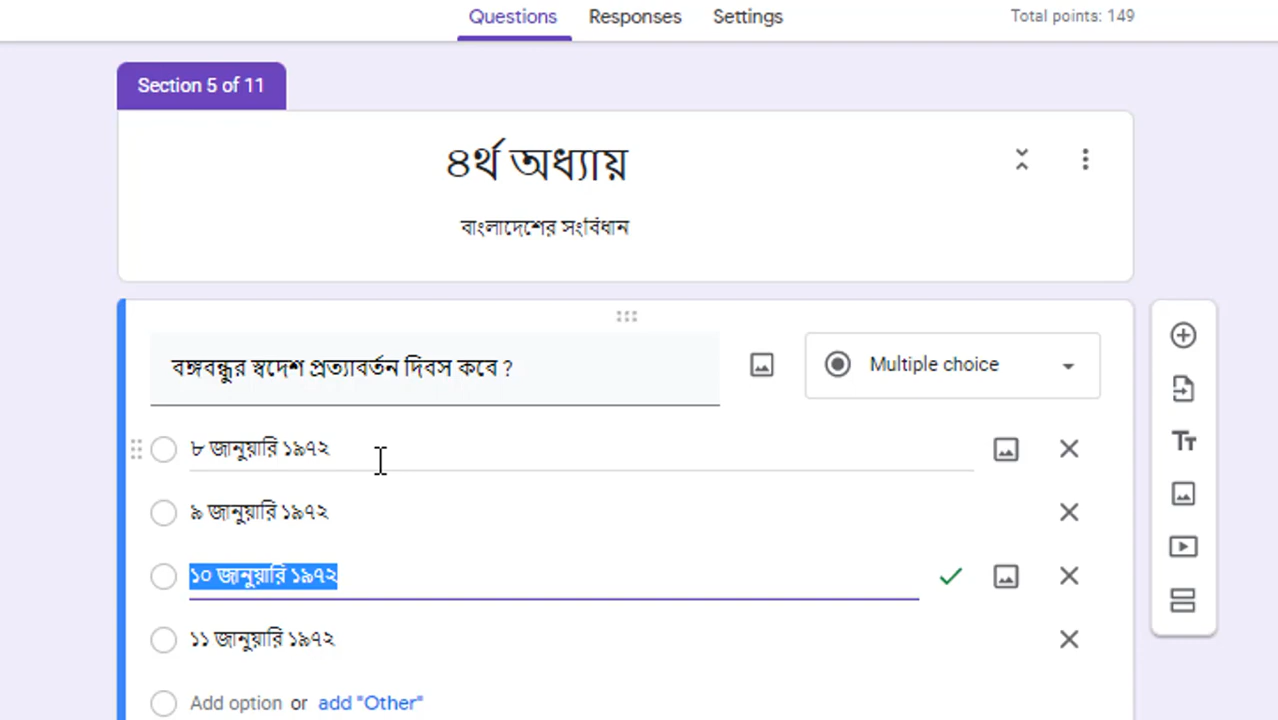 Questions Responses Settings Total points: 149
Section 5 of 11
৪র্থ অধ্যায়
বাংলাদেশের সংবিধান
বঙ্গবন্ধুর স্বদেশ প্রত্যাবর্তন দিবস কবে ?
Multiple choice
৮ জানুয়ারি ১৯৭২
৯ জানুয়ারি ১৯৭২
১০ জানুয়ারি ১৯৭২
১১ জানুয়ারি ১৯৭২
Add option or add "Other"